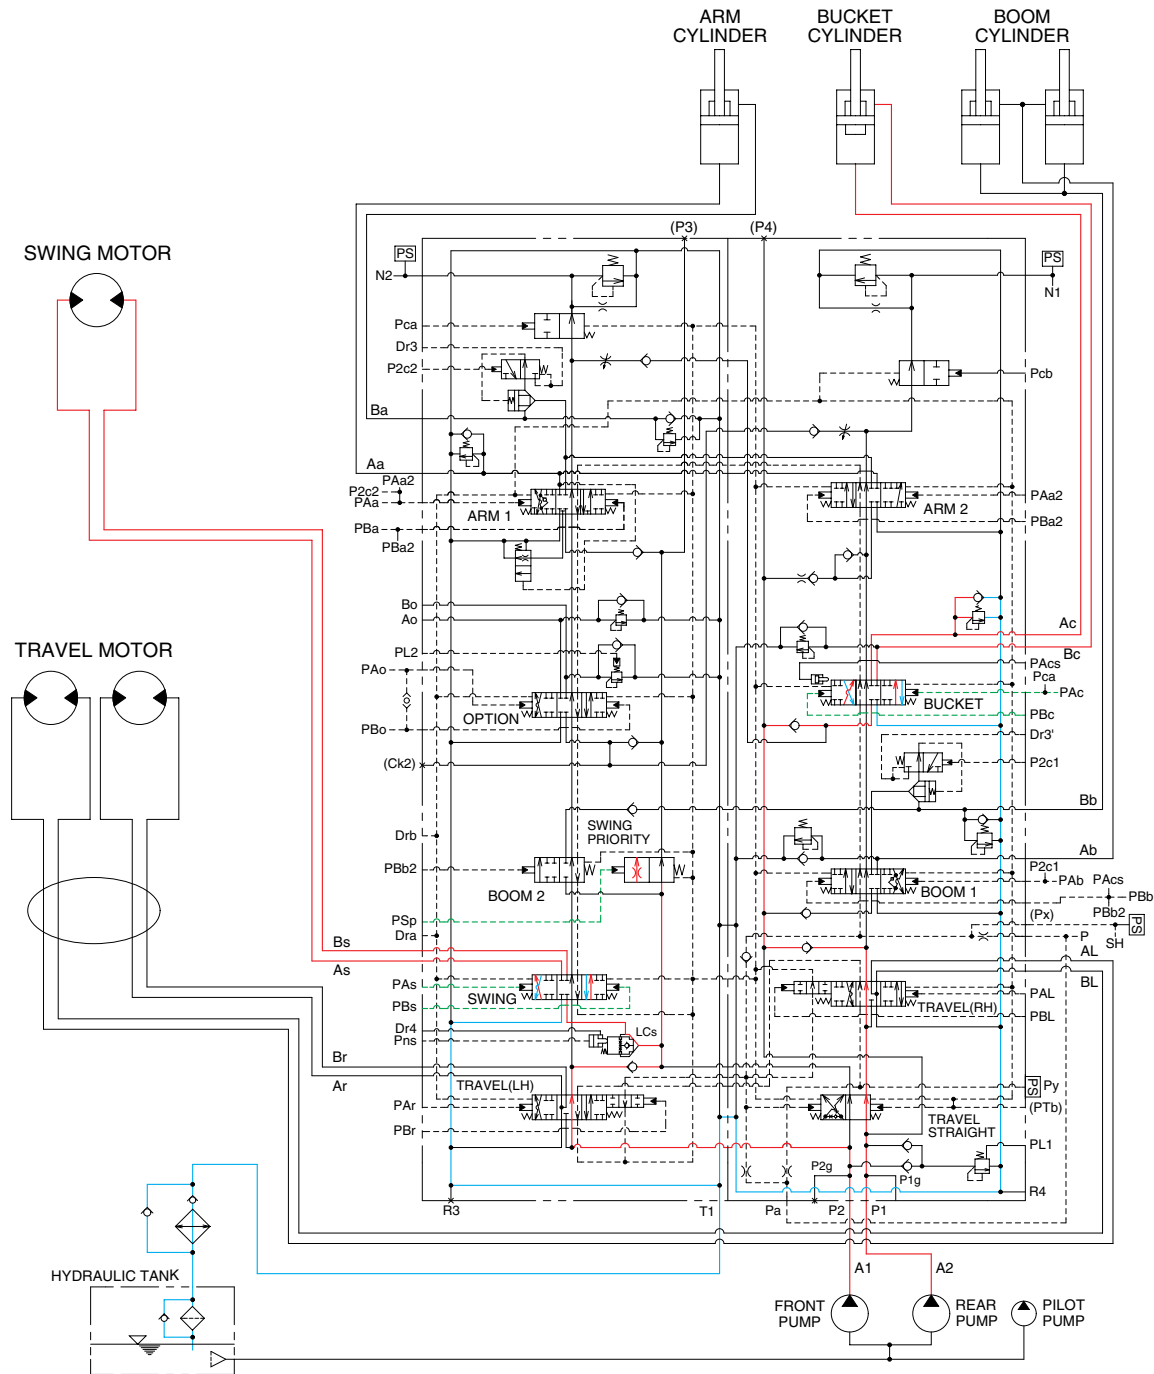 ARM
CYLINDER
BUCKET
CYLINDER
BOOM
CYLINDER
(P3)
(P4)
SWING MOTOR
PS
N2
PS
N1
Pca
Dr3
P2c2
Pcb
Ba
Aa
PAa2
P2c2
PAa
ARM 1
PBa
PBa2
ARM 2
PAa2
PBa2
Bo
Ao
PL2
PAo
OPTION
PBo
(Ck2)
Ac
Bc
PAcs
Pca
PAc
BUCKET
PBc
Dr3'
P2c1
TRAVEL MOTOR
Bb
Drb
SWING
PRIORITY
PBb2
BOOM 2
PSp
Dra
Ab
P2c1
PAb
PAcs
PBb
BOOM 1
PBb2
(Px)
PS
P
SH
AL
BL
Bs
As
PAs
SWING
PBs
Dr4
Pns
LCs
PAL
TRAVEL(RH)
PBL
Br
Ar
TRAVEL(LH)
PAr
PBr
PS
Py
(PTb)
TRAVEL
STRAIGHT
PL1
P2g
P1g
R3
T1
Pa
P2
P1
R4
HYDRAULIC TANK
A1
A2
FRONT
PUMP
REAR
PUMP
PILOT
PUMP